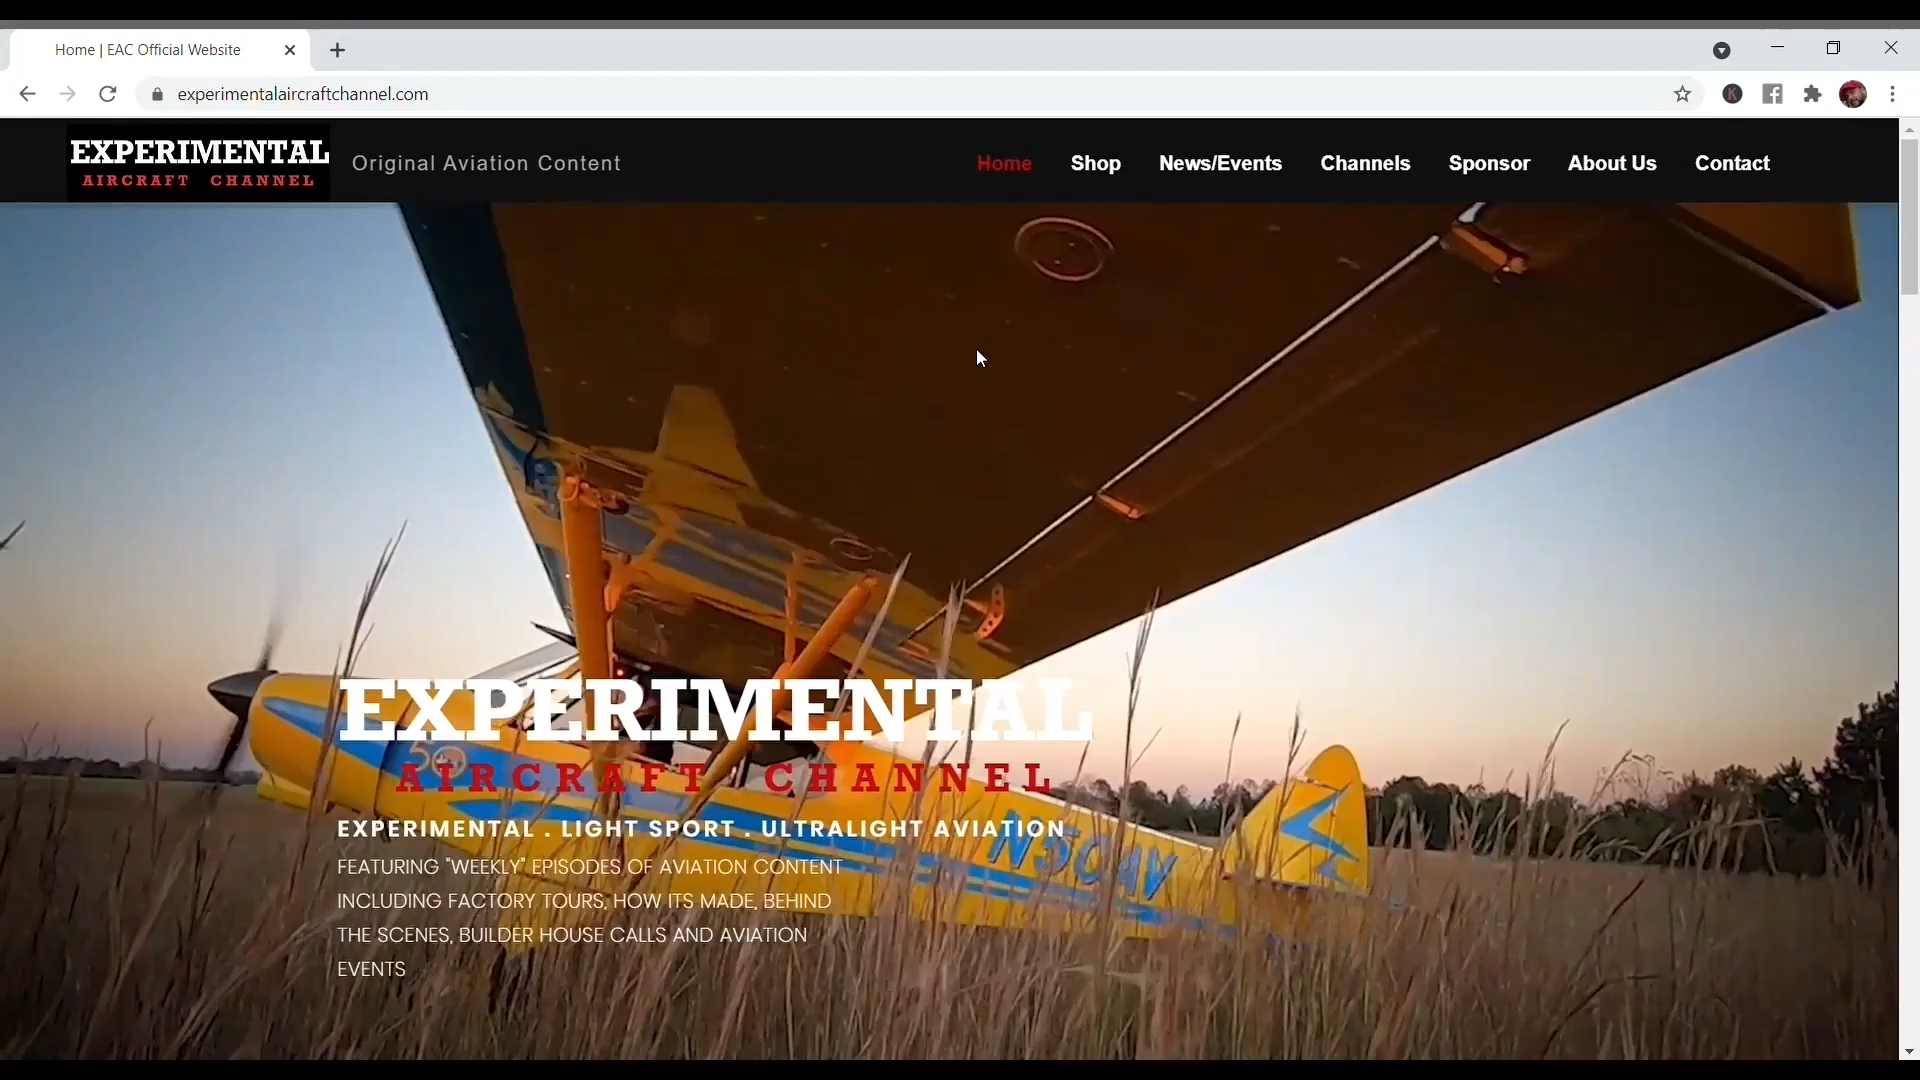 Home | EAC Official Website
experimentalaircraftchannel.com
EXPERIMENTAL
AIRCRAFT CHANNEL
Original Aviation Content
Home Shop News/Events Channels Sponsor About Us Contact
EXPERIMENTAL
AIRCRAFT CHANNEL
EXPERIMENTAL . LIGHT SPORT . ULTRALIGHT AVIATION
FEATURING "WEEKLY" EPISODES OF AVIATION CONTENT
INCLUDING FACTORY TOURS, HOW ITS MADE, BEHIND
THE SCENES, BUILDER HOUSE CALLS AND AVIATION
EVENTS